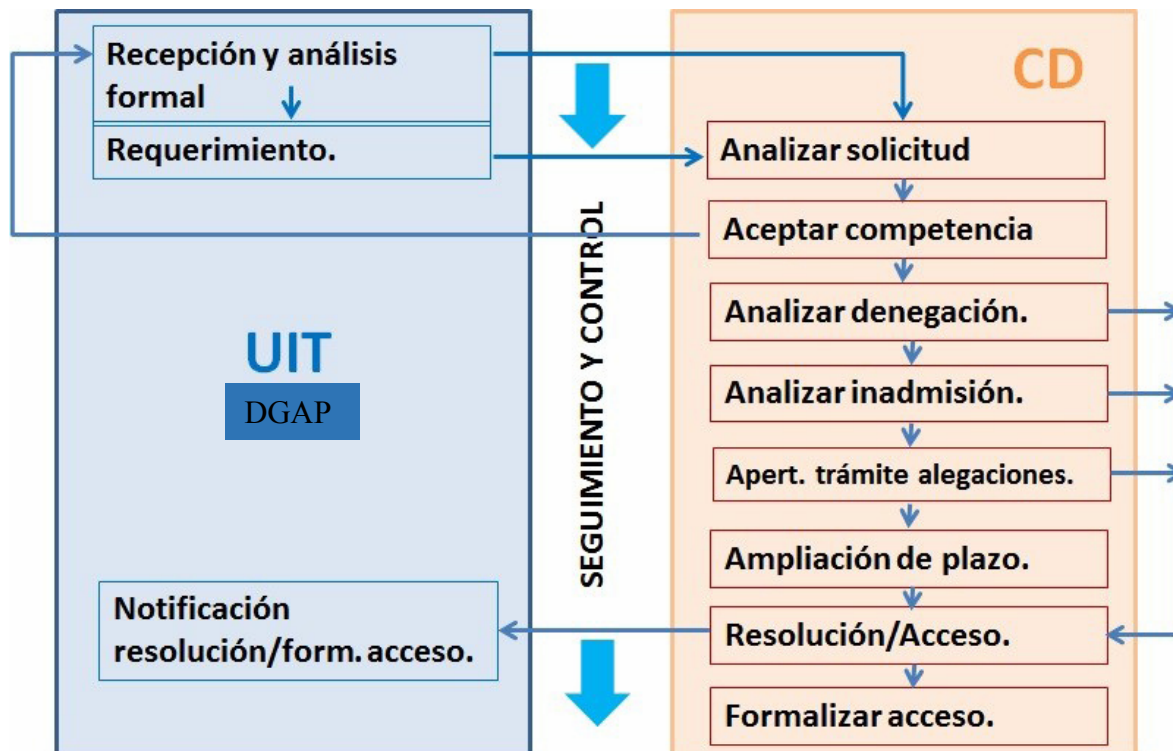 Recepción y análisis
formal
Requerimiento.
UIT
DGAP
Notificación
resolución/form. acceso.
SEGUIMIENTO Y CONTROL
CD
Analizar solicitud
Aceptar competencia
Analizar denegación.
Analizar inadmisión.
Apert. trámite alegaciones.
Ampliación de plazo.
Resolución/Acceso.
Formalizar acceso.